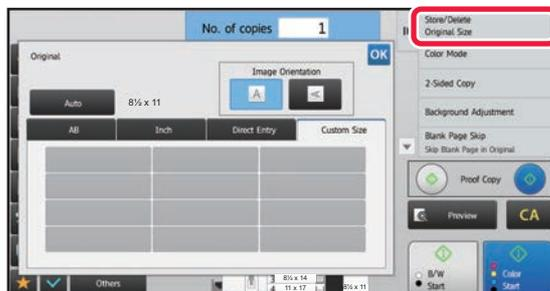 No. of copies 1
Original
OK
Image Orientation
A
A
Auto
8½ x 11
AB
Inch
Direct Entry
Custom Size
Store/Delete
Original Size
Color Mode
2-Sided Copy
Background Adjustment
Blank Page Skip
Skip Blank Page in Original
Proof Copy
Preview
CA
B/W
Start
Color
Start
Others
8½ x 14
11 x 17
8½ x 11